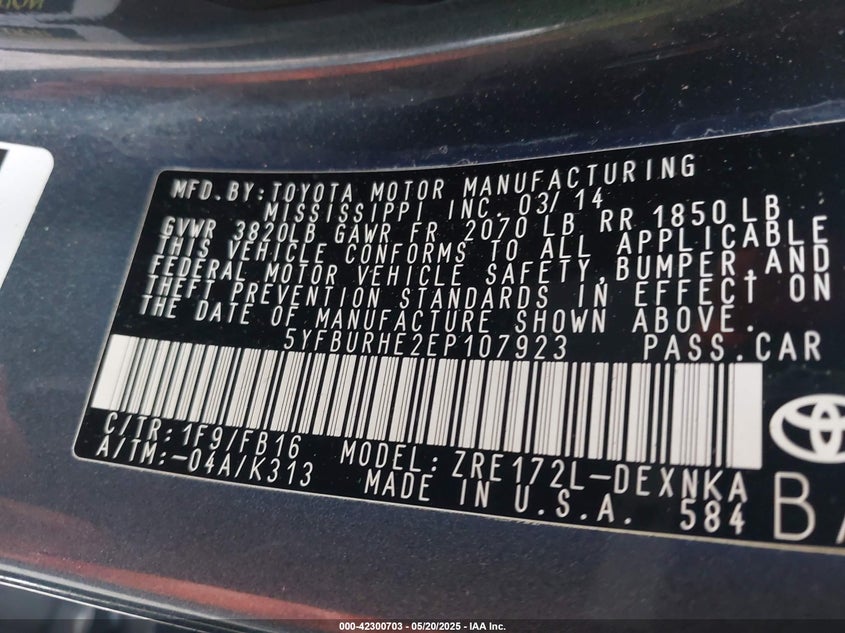 MFD.BY:TOYOTA MOTOR MANUFACTURING
MISSISSIPPI INC. 03/14
GVWR 3820LB GAWR FR 2070 LB RR 1850 LB
THIS VEHICLE CONFORMS TO ALL APPLICABLE
FEDERAL MOTOR VEHICLE SAFETY,BUMPER,AND
THEFT PREVENTION STANDARDS IN EFFECT ON
THE DATE OF MANUFACTURE SHOWN ABOVE.
5YFBURHE2EP107923 PASS.CAR
C/TR:1F9/FB16 MODEL:ZRE172L-DEXNKA
A/TM:-04A/K313 MADE IN U.S.A. 584
000-42300703 - 05/20/2025 - IAA Inc.